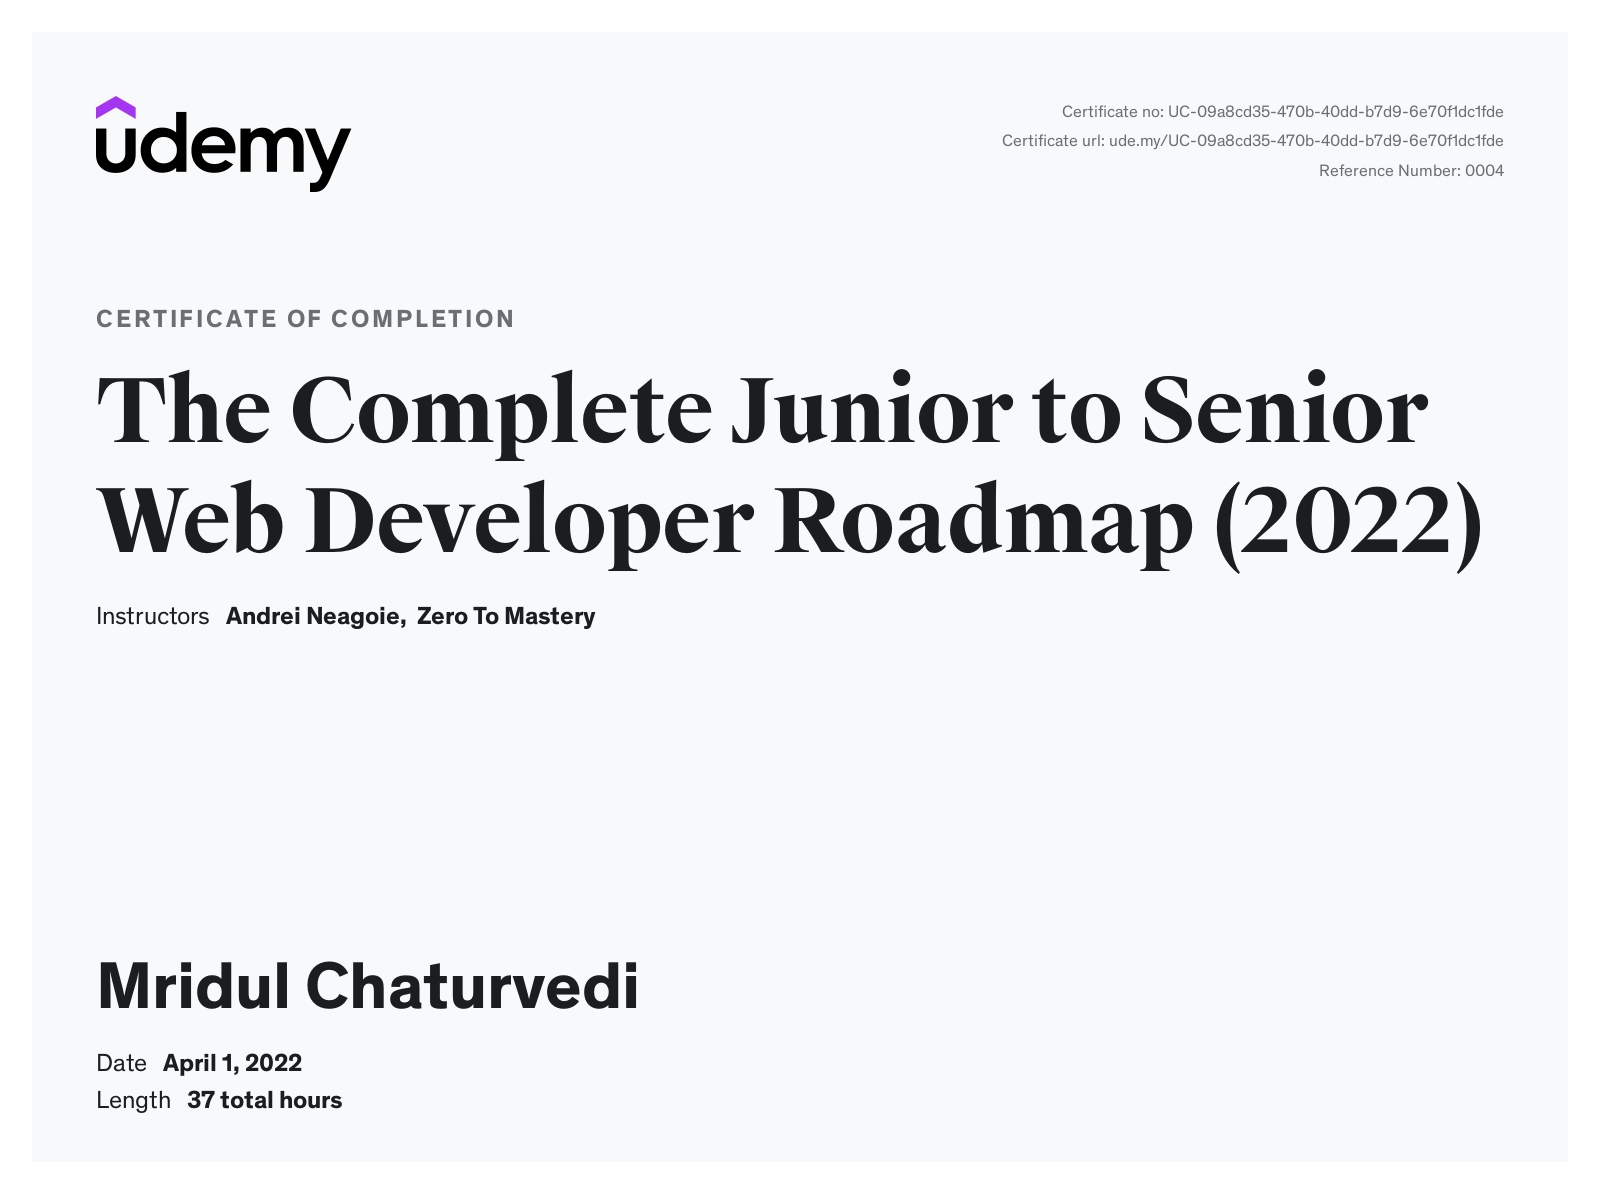 udemy
Certificate no: UC-09a8cd35-470b-40dd-b7d9-6e70f1dc1fde
Certificate url: ude.my/UC-09a8cd35-470b-40dd-b7d9-6e70f1dc1fde
Reference Number: 0004
CERTIFICATE OF COMPLETION
The Complete Junior to Senior
Web Developer Roadmap (2022)
Instructors Andrei Neagoie, Zero To Mastery
Mridul Chaturvedi
Date April 1, 2022
Length 37 total hours